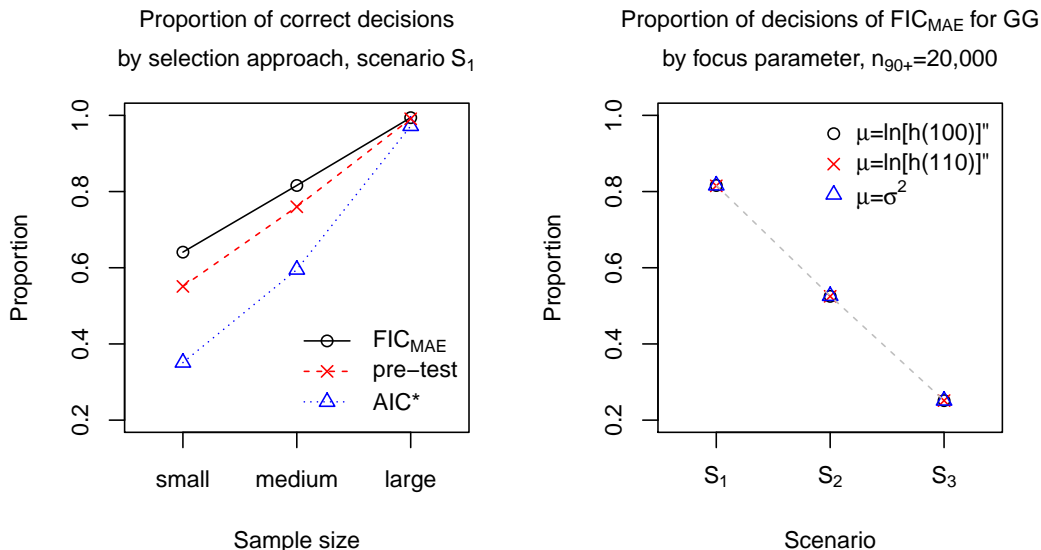 Proportion of correct decisions
by selection approach, scenario S₁
1.0
0.8
0.6
0.4
0.2
Proportion
FIC_MAE
pre−test
AIC*
small medium large
Sample size
Proportion of decisions of FIC_MAE for GG
by focus parameter, n₉₀₊=20,000
1.0
0.8
0.6
0.4
0.2
Proportion
μ=ln[h(100)]"
μ=ln[h(110)]"
μ=σ²
S₁ S₂ S₃
Scenario